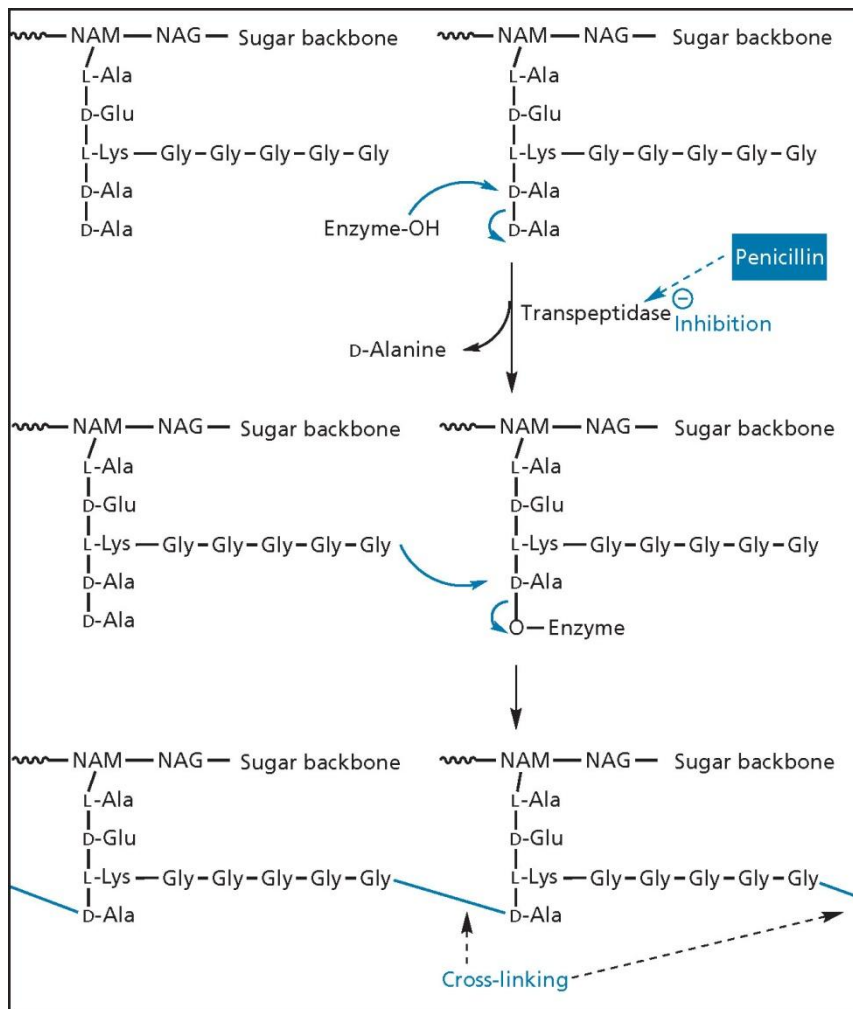 NAM — NAG — Sugar backbone NAM — NAG — Sugar backbone
L-Ala L-Ala
D-Glu D-Glu
L-Lys — Gly – Gly – Gly – Gly – Gly L-Lys — Gly – Gly – Gly – Gly – Gly
D-Ala D-Ala
D-Ala Enzyme-OH D-Ala
Penicillin
Transpeptidase ⊖
Inhibition
D-Alanine
NAM — NAG — Sugar backbone NAM — NAG — Sugar backbone
L-Ala L-Ala
D-Glu D-Glu
L-Lys — Gly – Gly – Gly – Gly – Gly L-Lys — Gly – Gly – Gly – Gly – Gly
D-Ala D-Ala
D-Ala O — Enzyme
NAM — NAG — Sugar backbone NAM — NAG — Sugar backbone
L-Ala L-Ala
D-Glu D-Glu
L-Lys — Gly – Gly – Gly – Gly – Gly L-Lys — Gly – Gly – Gly – Gly – Gly
D-Ala D-Ala
Cross-linking